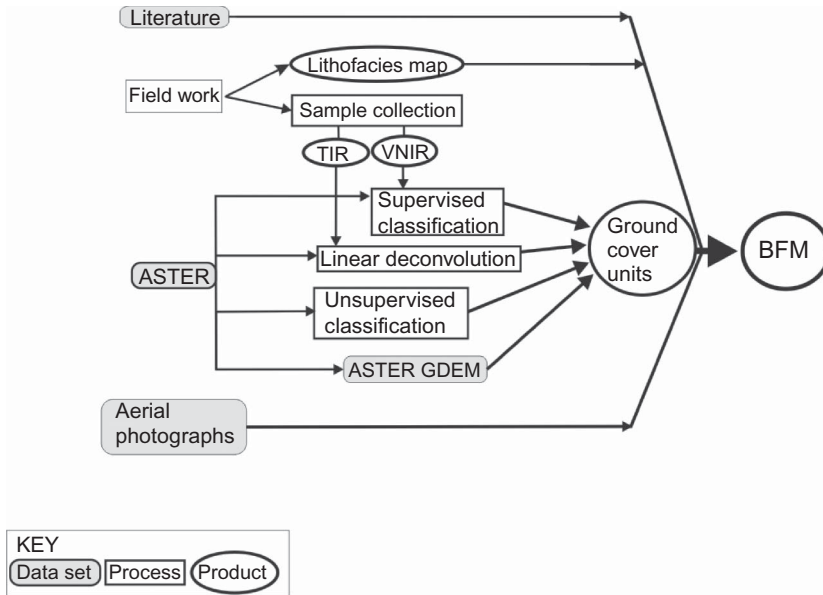 Literature
Lithofacies map
Field work
Sample collection
TIR
VNIR
Supervised
classification
Ground
cover
units
BFM
Linear deconvolution
ASTER
Unsupervised
classification
ASTER GDEM
Aerial
photographs
KEY
Data set
Process
Product